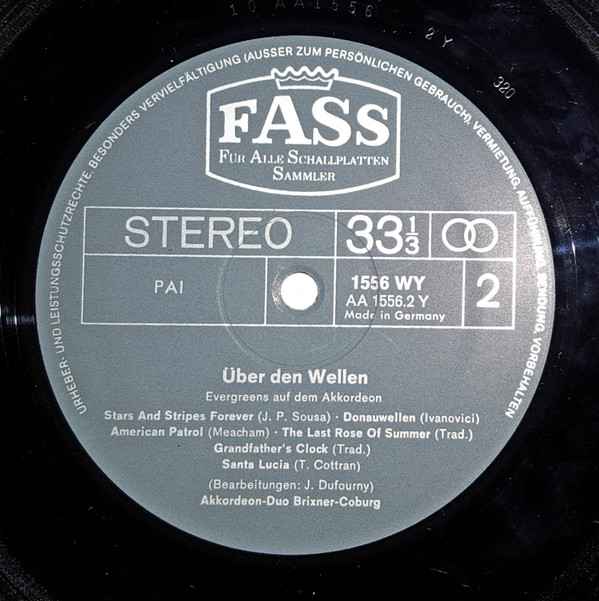 10 AA1556
2 Y
320
URHEBER- UND LEISTUNGSSCHUTZRECHTE, BESONDERS VERVIELFÄLTIGUNG (AUSSER ZUM PERSÖNLICHEN GEBRAUCH), VERMIETUNG, AUFFÜHRUNG, SENDUNG, VORBEHALTEN
FASS
FÜR ALLE SCHALLPLATTEN
SAMMLER
STEREO 33 1/3
PAI
1556 WY
AA 1556.2 Y
Made in Germany
2
Über den Wellen
Evergreens auf dem Akkordeon
Stars And Stripes Forever (J. P. Sousa) · Donauwellen (Ivanovici)
American Patrol (Meacham) · The Last Rose Of Summer (Trad.)
Grandfather's Clock (Trad.)
Santa Lucia (T. Cottran)
(Bearbeitungen: J. Dufourny)
Akkordeon-Duo Brixner-Coburg